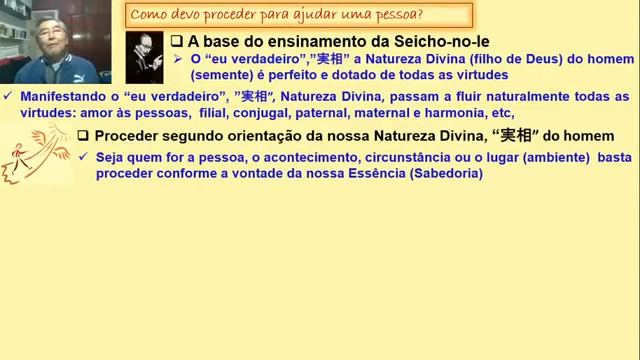 Como devo proceder para ajudar uma pessoa?
A base do ensinamento da Seicho-no-Ie
O “eu verdadeiro”,”実相” a Natureza Divina (filho de Deus) do homem
(semente) é perfeito e dotado de todas as virtudes
Manifestando o “eu verdadeiro”, ”実相”, Natureza Divina, passam a fluir naturalmente todas as
virtudes: amor às pessoas, filial, conjugal, paternal, maternal e harmonia, etc,
Proceder segundo orientação da nossa Natureza Divina, “実相” do homem
Seja quem for a pessoa, o acontecimento, circunstância ou o lugar (ambiente) basta
proceder conforme a vontade da nossa Essência (Sabedoria)